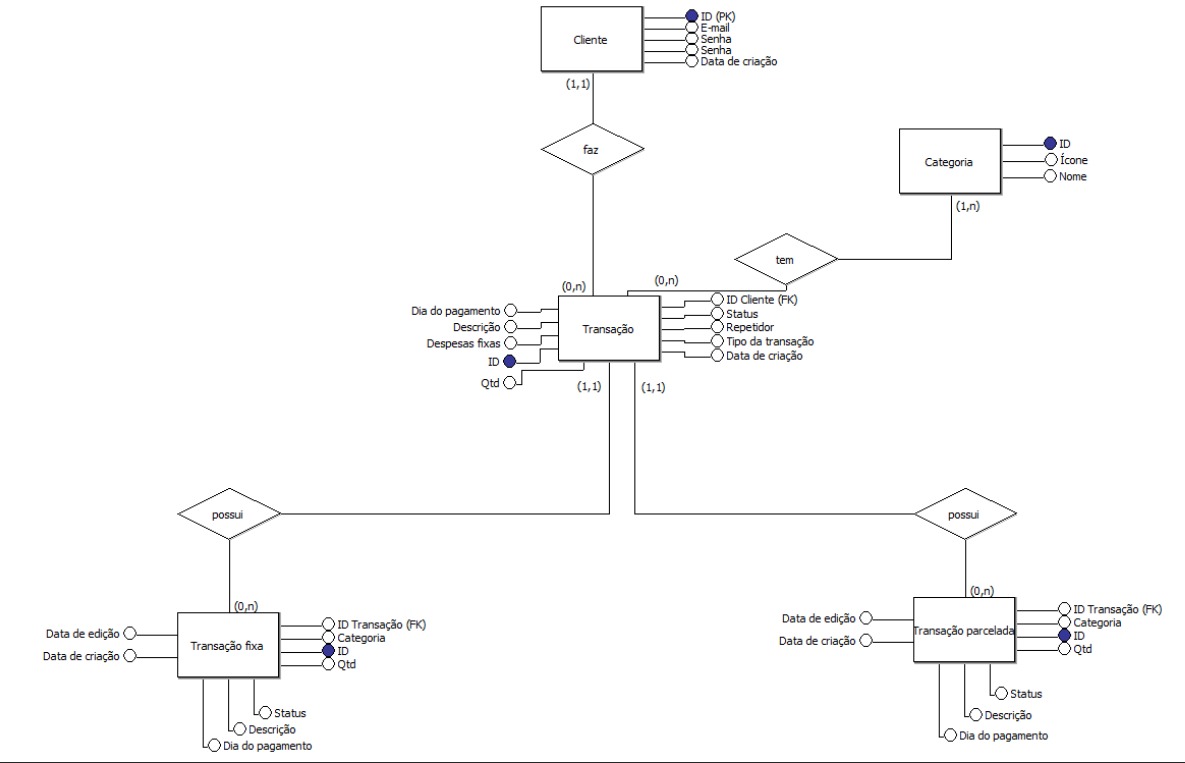 Cliente
ID (PK)
E-mail
Senha
Senha
Data de criação
(1,1)
faz
Categoria
ID
Ícone
Nome
(1,n)
tem
(0,n)
(0,n)
Transação
Dia do pagamento
Descrição
Despesas fixas
ID
Qtd
ID Cliente (FK)
Status
Repetidor
Tipo da transação
Data de criação
(1,1)
(1,1)
possui
possui
(0,n)
Transação fixa
Data de edição
Data de criação
ID Transação (FK)
Categoria
ID
Qtd
Status
Descrição
Dia do pagamento
(0,n)
Transação parcelada
Data de edição
Data de criação
ID Transação (FK)
Categoria
ID
Qtd
Status
Descrição
Dia do pagamento